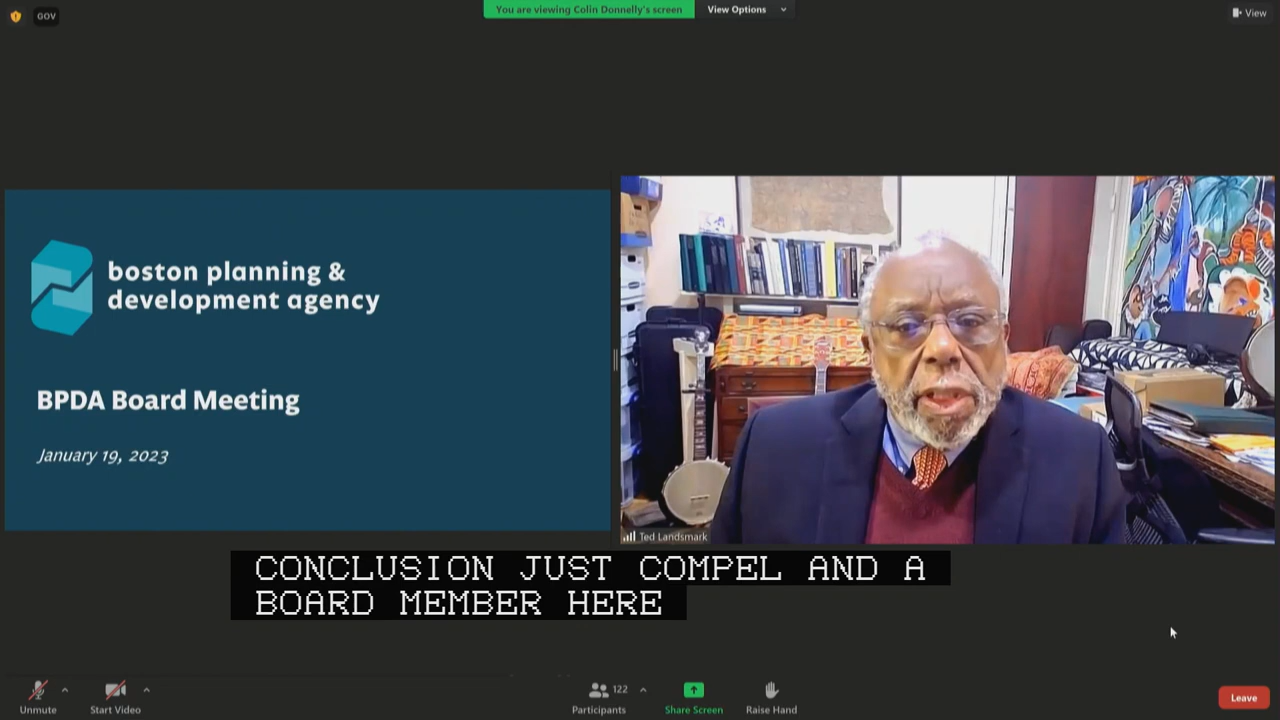 GOV
You are viewing Colin Donnelly's screen
View Options
View
boston planning &
development agency
BPDA Board Meeting
January 19, 2023
Ted Landsmark
CONCLUSION JUST COMPEL AND A
BOARD MEMBER HERE
Unmute
Start Video
122
Participants
Share Screen
Raise Hand
Leave